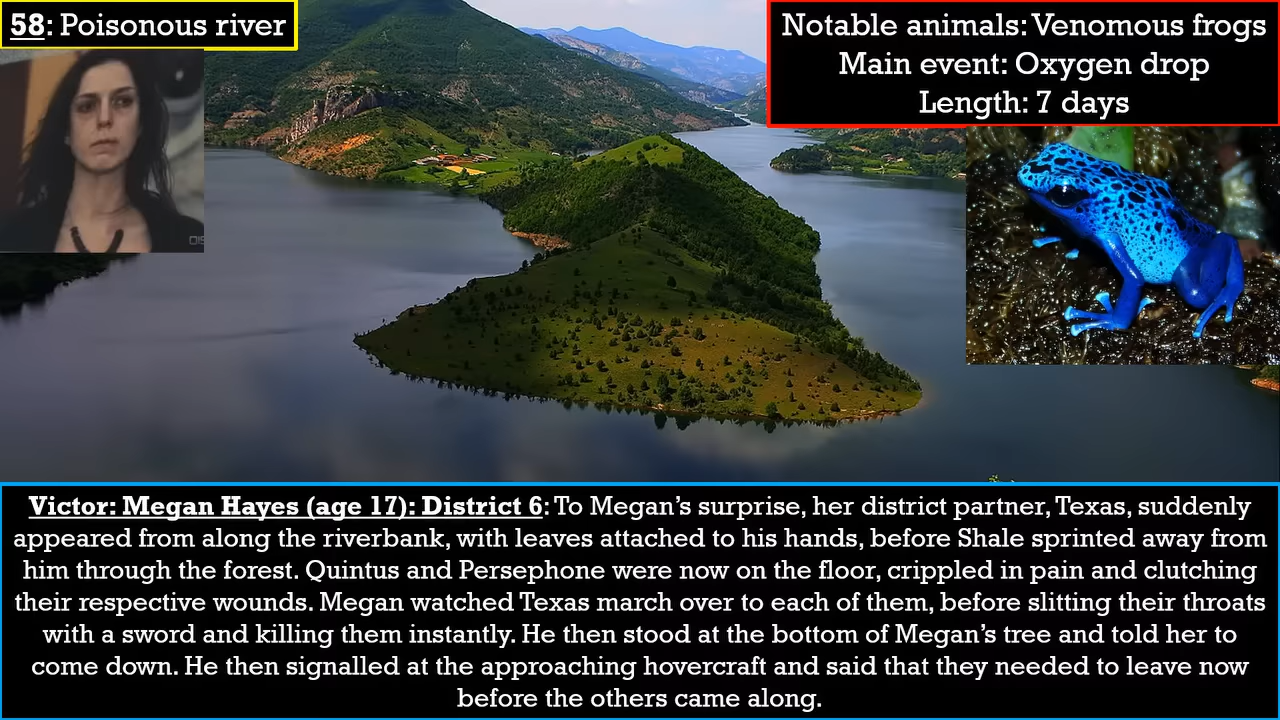 58: Poisonous river
Notable animals: Venomous frogs
Main event: Oxygen drop
Length: 7 days
Victor: Megan Hayes (age 17): District 6: To Megan’s surprise, her district partner, Texas, suddenly
appeared from along the riverbank, with leaves attached to his hands, before Shale sprinted away from
him through the forest. Quintus and Persephone were now on the floor, crippled in pain and clutching
their respective wounds. Megan watched Texas march over to each of them, before slitting their throats
with a sword and killing them instantly. He then stood at the bottom of Megan’s tree and told her to
come down. He then signalled at the approaching hovercraft and said that they needed to leave now
before the others came along.